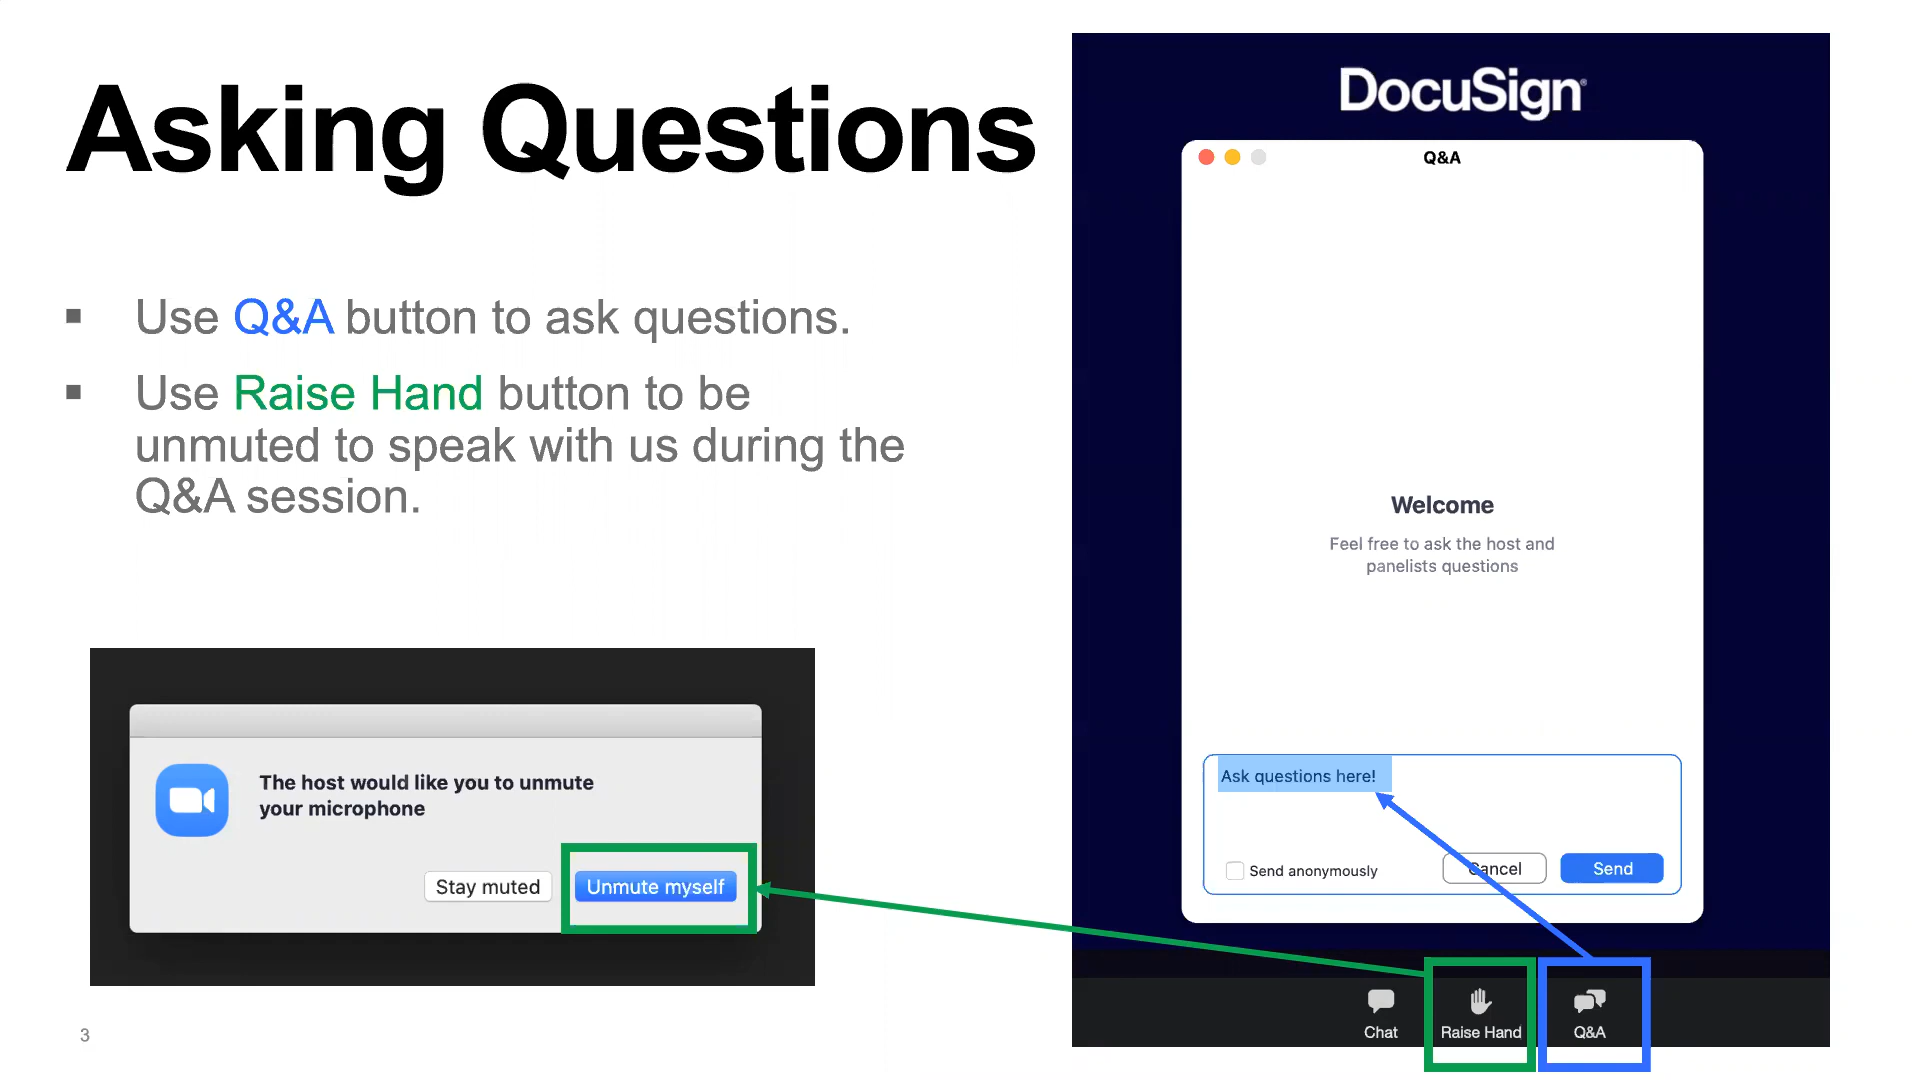 Asking Questions
Use Q&A button to ask questions.
Use Raise Hand button to be
unmuted to speak with us during the
Q&A session.
The host would like you to unmute
your microphone
Stay muted
Unmute myself
3
DocuSign®
Q&A
Welcome
Feel free to ask the host and
panelists questions
Ask questions here!
Send anonymously
Cancel
Send
Chat
Raise Hand
Q&A